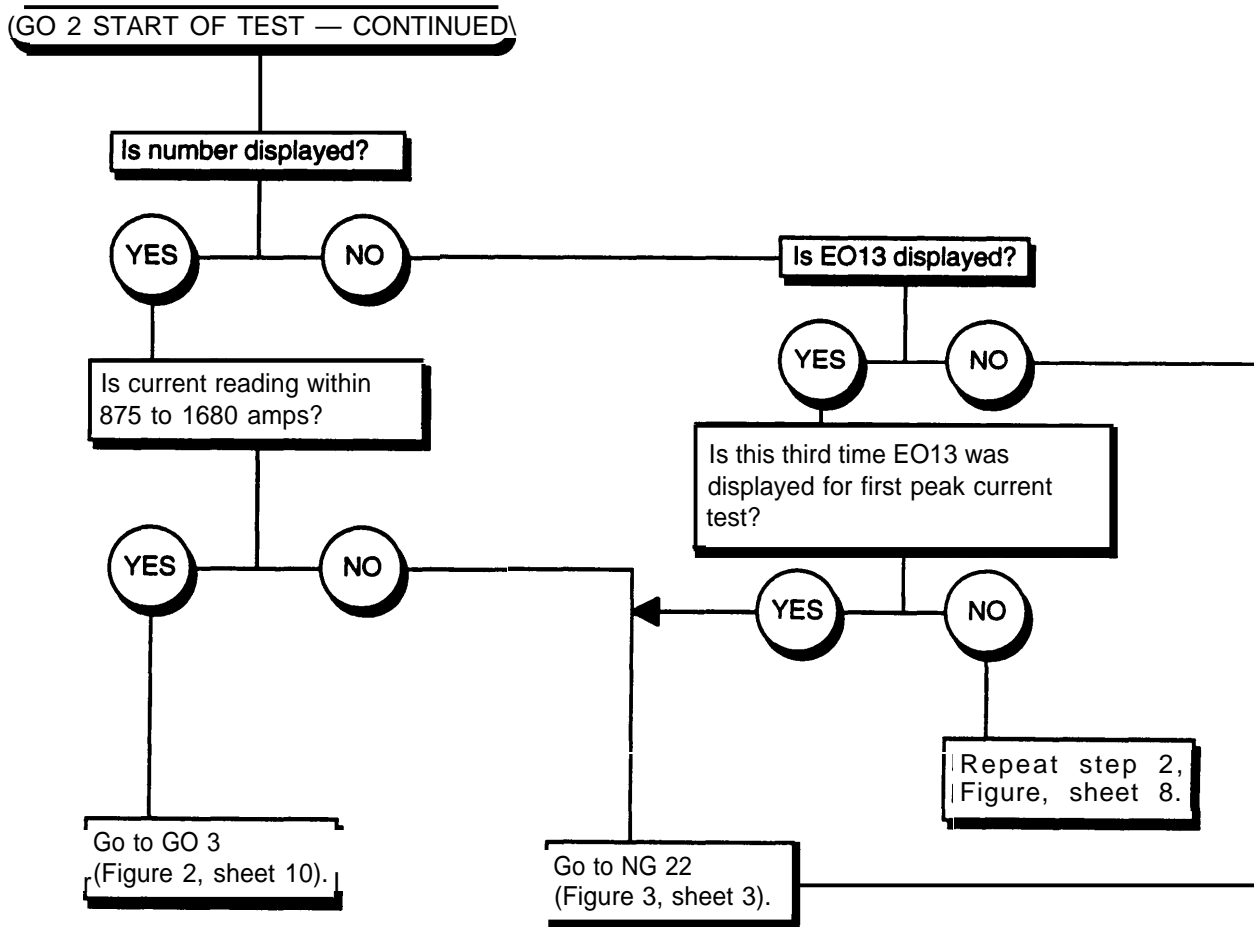 (GO 2 START OF TEST — CONTINUED\
Is number displayed?
YES
NO
Is EO13 displayed?
YES
NO
Is current reading within
875 to 1680 amps?
Is this third time EO13 was
displayed for first peak current
test?
YES
NO
YES
NO
Repeat step 2,
Figure, sheet 8.
Go to GO 3
(Figure 2, sheet 10).
Go to NG 22
(Figure 3, sheet 3).